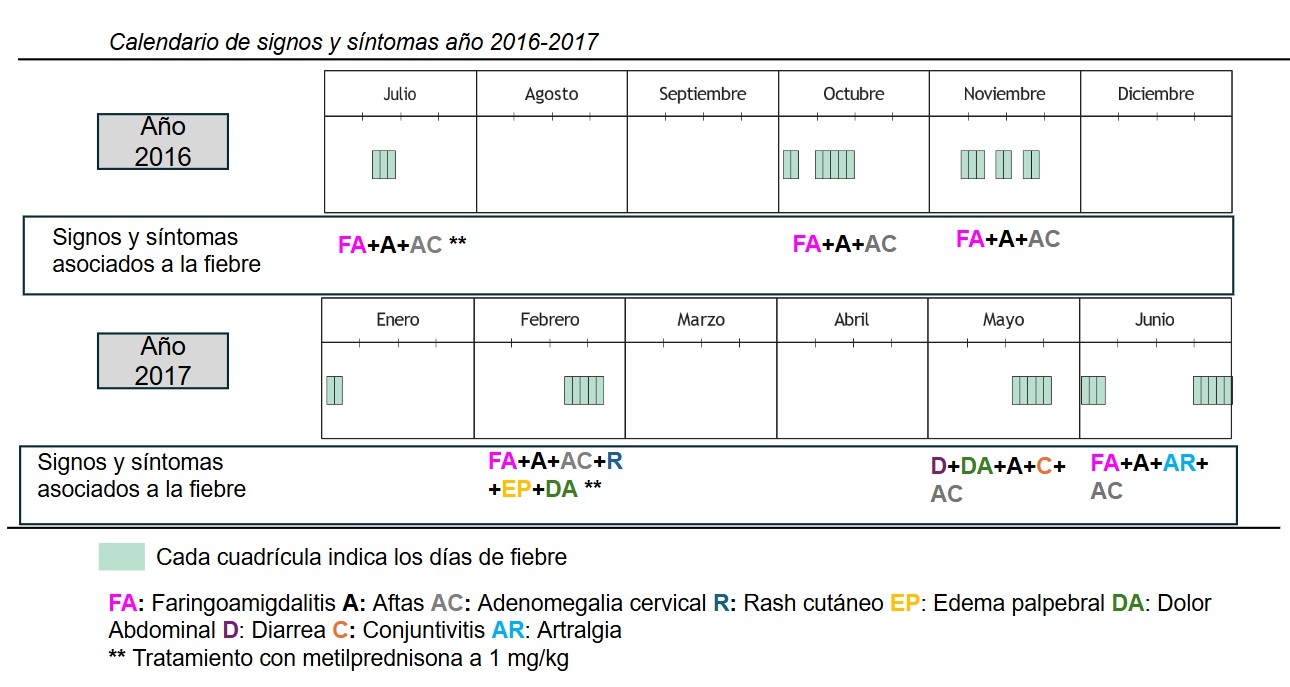 Calendario de signos y síntomas año 2016-2017
Julio Agosto Septiembre Octubre Noviembre Diciembre
Año
2016
Signos y síntomas
asociados a la fiebre
FA+A+AC ** FA+A+AC FA+A+AC
Enero Febrero Marzo Abril Mayo Junio
Año
2017
Signos y síntomas
asociados a la fiebre
FA+A+AC+R
+EP+DA **
D+DA+A+C+
AC
FA+A+AR+
AC
Cada cuadrícula indica los días de fiebre
FA: Faringoamigdalitis A: Aftas AC: Adenomegalia cervical R: Rash cutáneo EP: Edema palpebral DA: Dolor
Abdominal D: Diarrea C: Conjuntivitis AR: Artralgia
** Tratamiento con metilprednisona a 1 mg/kg